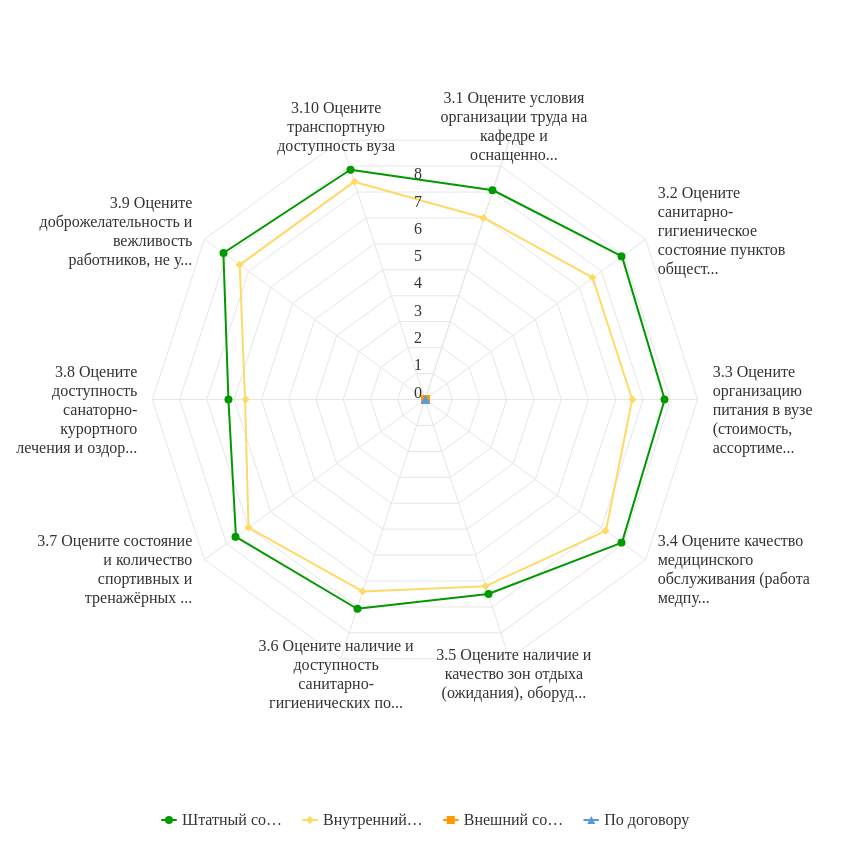 3.1 Оцените условия
организации труда на
кафедре и
оснащенно...
3.2 Оцените
санитарно-
гигиеническое
состояние пунктов
общест...
3.3 Оцените
организацию
питания в вузе
(стоимость,
ассортиме...
3.4 Оцените качество
медицинского
обслуживания (работа
медпу...
3.5 Оцените наличие и
качество зон отдыха
(ожидания), оборуд...
3.6 Оцените наличие и
доступность
санитарно-
гигиенических по...
3.7 Оцените состояние
и количество
спортивных и
тренажёрных ...
3.8 Оцените
доступность
санаторно-
курортного
лечения и оздор...
3.9 Оцените
доброжелательность и
вежливость
работников, не у...
3.10 Оцените
транспортную
доступность вуза
8
7
6
5
4
3
2
1
0
Штатный со…
Внутренний…
Внешний со…
По договору